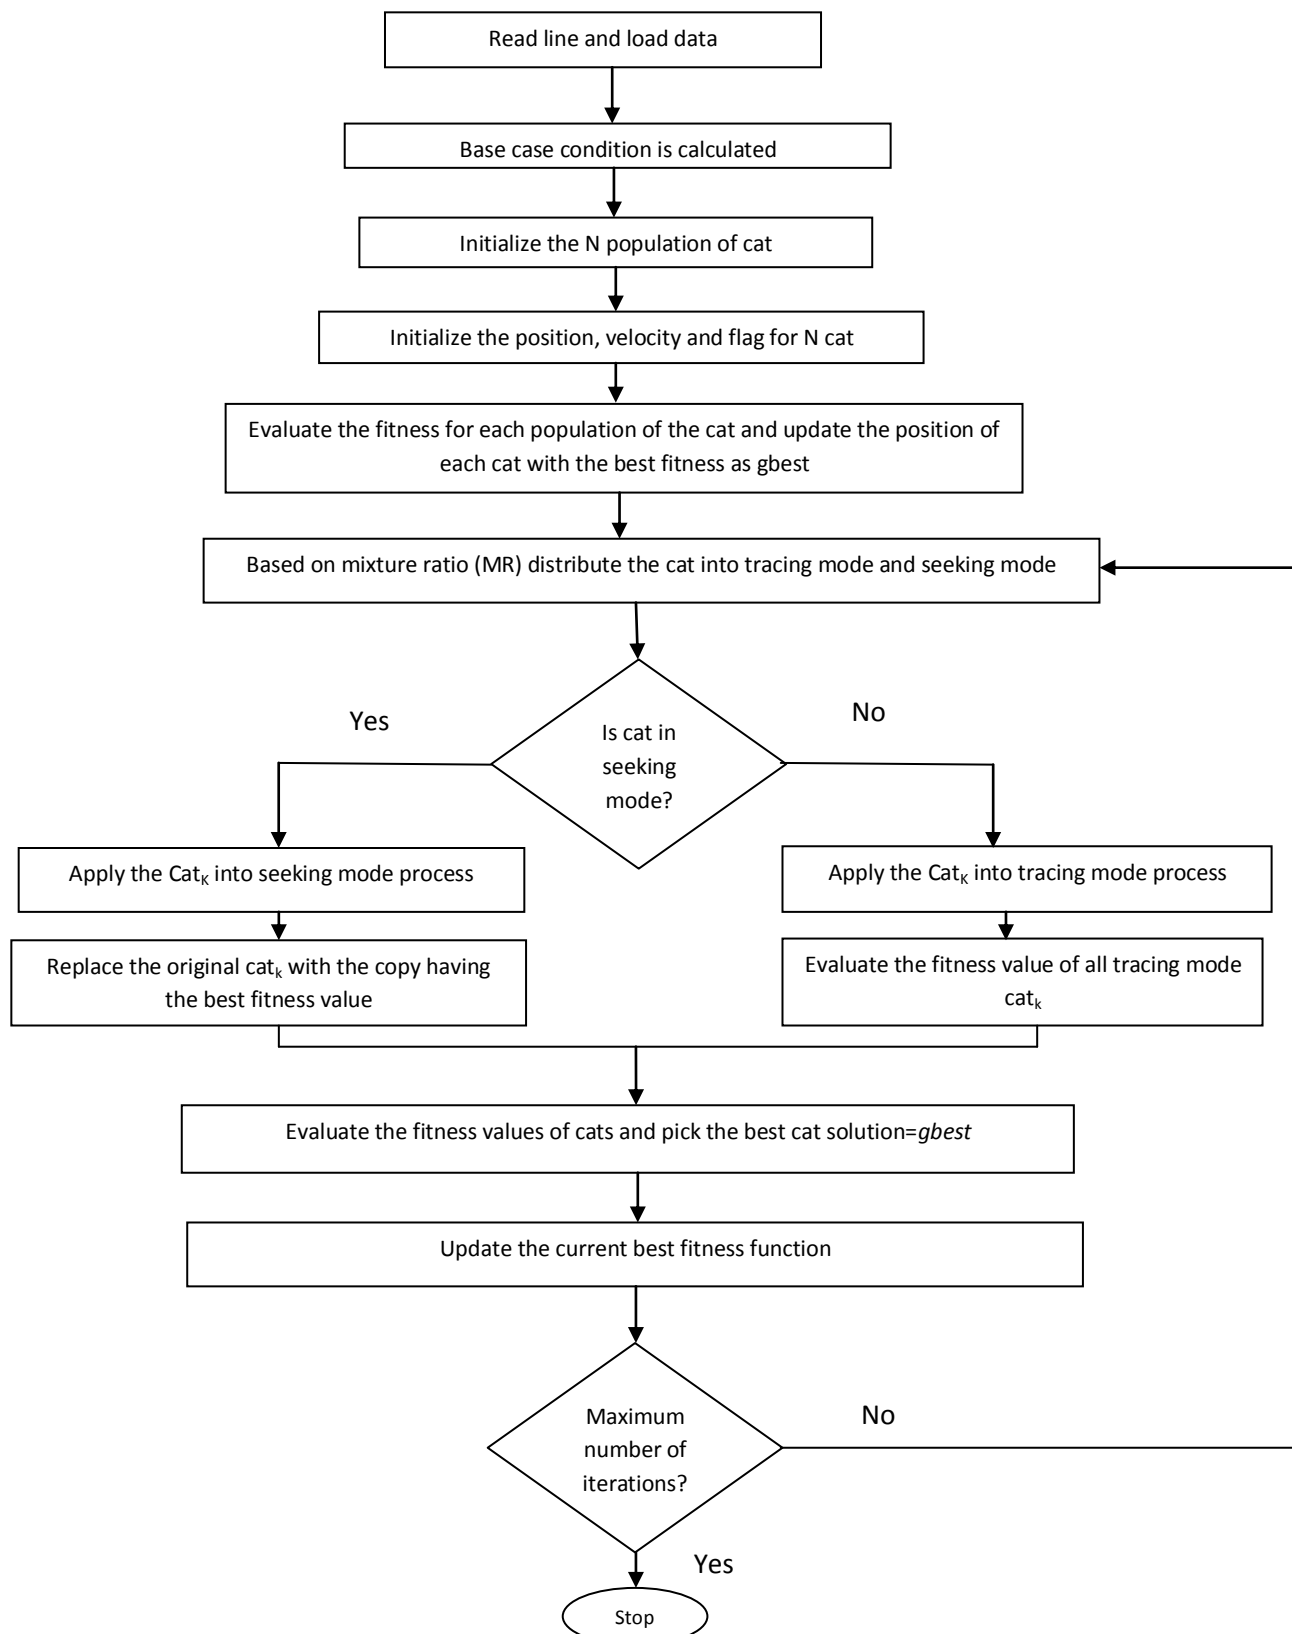 Read line and load data
Base case condition is calculated
Initialize the N population of cat
Initialize the position, velocity and flag for N cat
Evaluate the fitness for each population of the cat and update the position of
each cat with the best fitness as gbest
Based on mixture ratio (MR) distribute the cat into tracing mode and seeking mode
Yes
No
Is cat in
seeking
mode?
Apply the Catₖ into seeking mode process
Apply the Catₖ into tracing mode process
Replace the original catₖ with the copy having
the best fitness value
Evaluate the fitness value of all tracing mode
catₖ
Evaluate the fitness values of cats and pick the best cat solution=gbest
Update the current best fitness function
Maximum
number of
iterations?
No
Yes
Stop